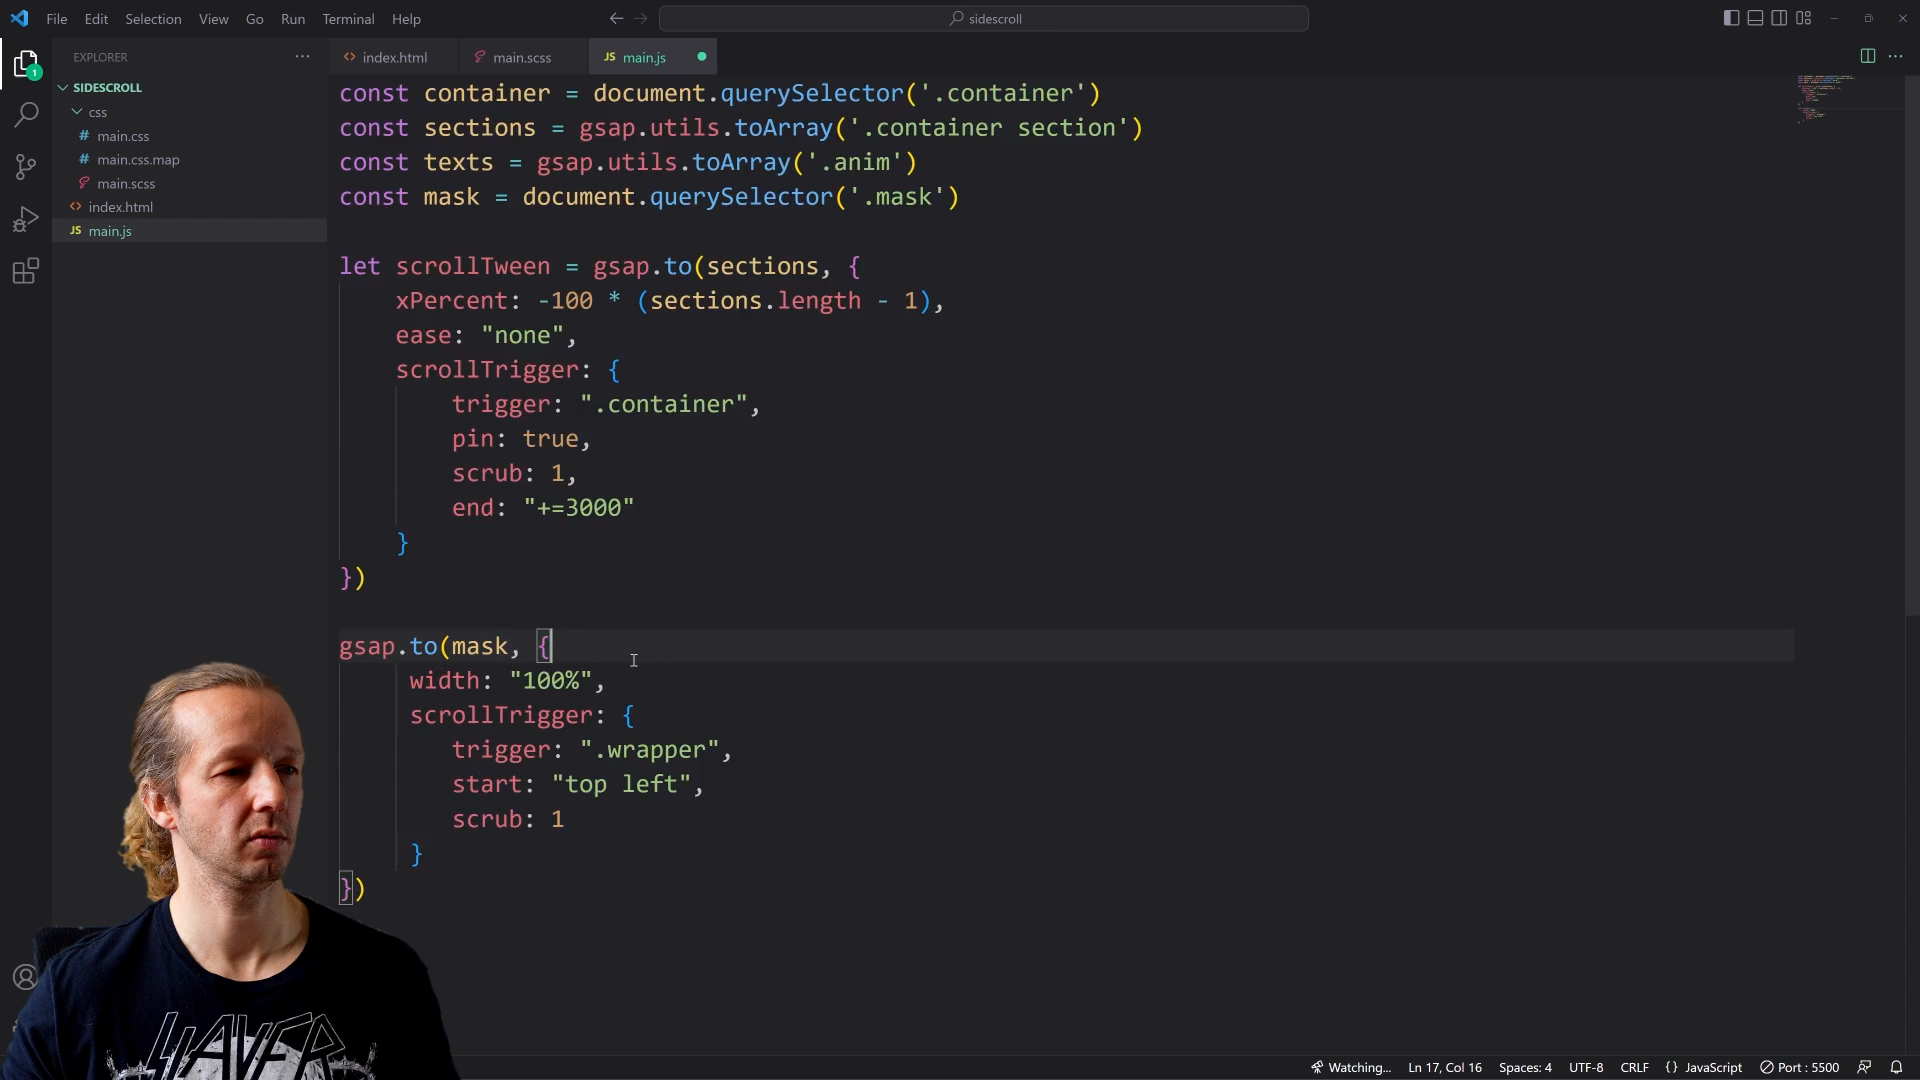 File Edit Selection View Go Run Terminal Help
sidescroll
EXPLORER
index.html
main.scss
JS main.js
SIDESCROLL
css
# main.css
# main.css.map
main.scss
index.html
JS main.js
1
const container = document.querySelector('.container')
const sections = gsap.utils.toArray('.container section')
const texts = gsap.utils.toArray('.anim')
const mask = document.querySelector('.mask')
let scrollTween = gsap.to(sections, {
xPercent: -100 * (sections.length - 1),
ease: "none",
scrollTrigger: {
trigger: ".container",
pin: true,
scrub: 1,
end: "+=3000"
}
})
gsap.to(mask, {
width: "100%",
scrollTrigger: {
trigger: ".wrapper",
start: "top left",
scrub: 1
}
})
SLAYER
Watching... Ln 17, Col 16 Spaces: 4 UTF-8 CRLF {} JavaScript Port : 5500